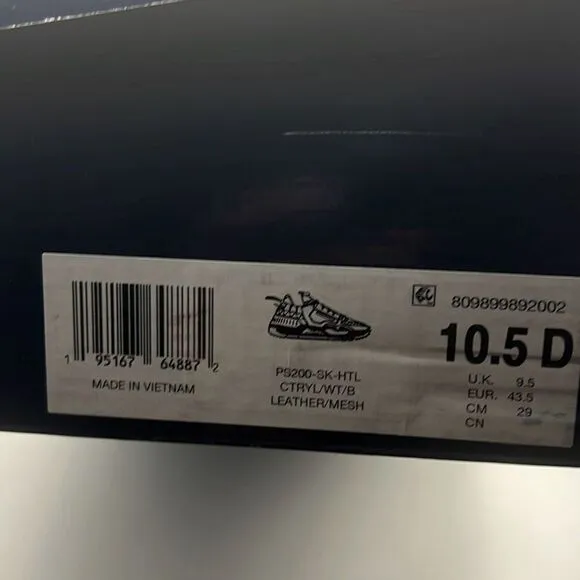 1 95167 64887 2
MADE IN VIETNAM
PS200-SK-HTL
CTRYL/WT/B
LEATHER/MESH
809899892002
10.5 D
U.K. 9.5
EUR. 43.5
CM 29
CN